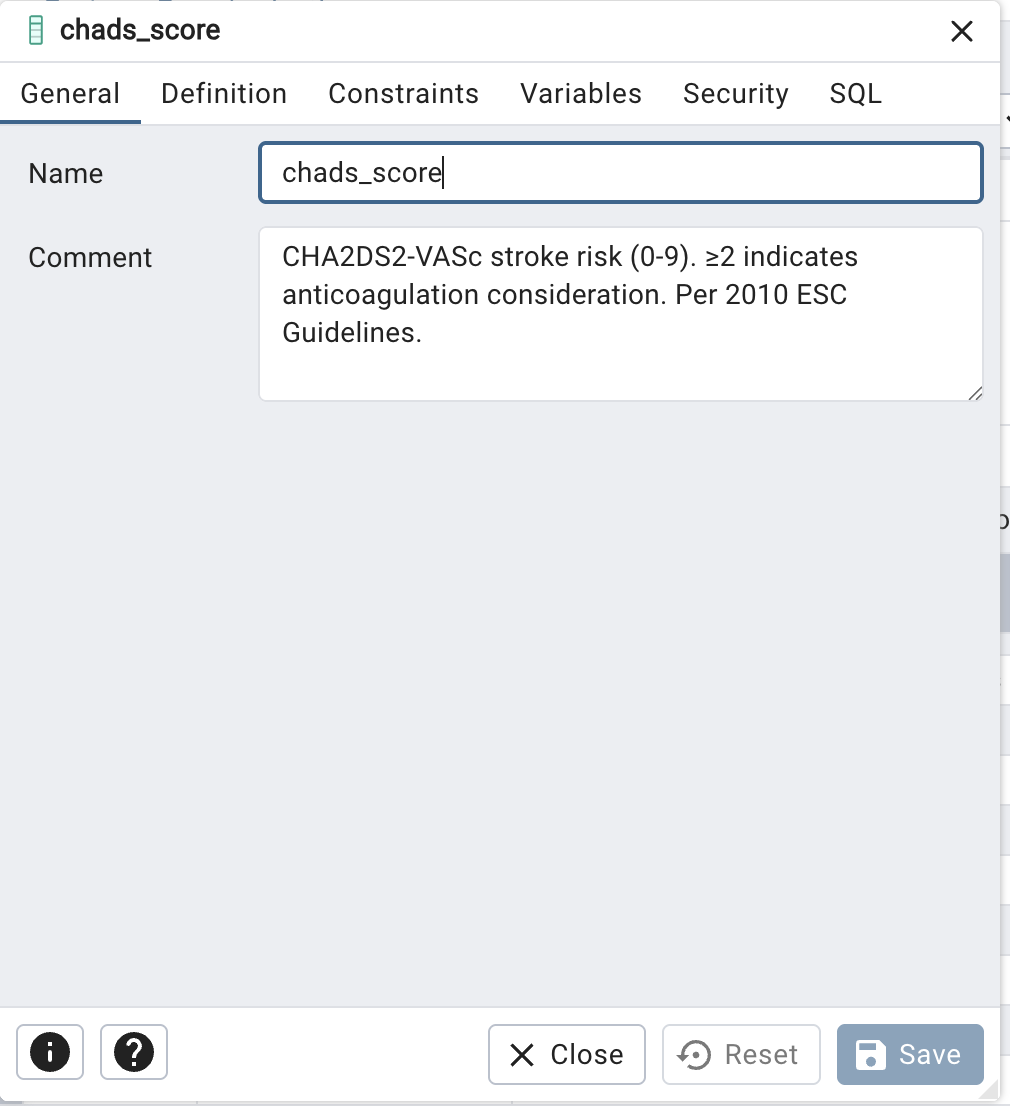 chads_score
General Definition Constraints Variables Security SQL
Name
chads_score
Comment
CHA2DS2-VASc stroke risk (0-9). ≥2 indicates
anticoagulation consideration. Per 2010 ESC
Guidelines.
Close Reset Save